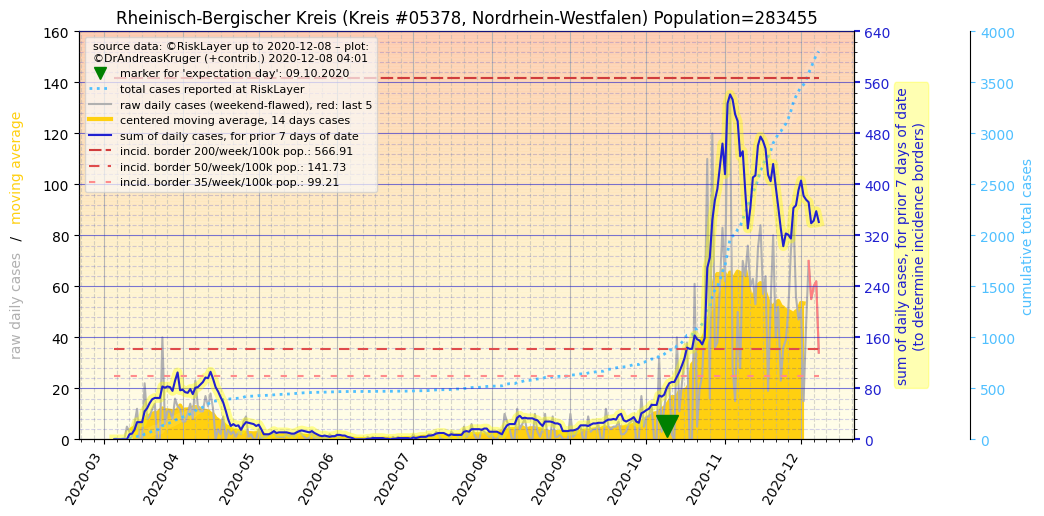 Rheinisch-Bergischer Kreis (Kreis #05378, Nordrhein-Westfalen) Population=283455
source data: ©RiskLayer up to 2020-12-08 – plot:
©DrAndreasKruger (+contrib.) 2020-12-08 04:01
marker for 'expectation day': 09.10.2020
total cases reported at RiskLayer
raw daily cases (weekend-flawed), red: last 5
centered moving average, 14 days cases
sum of daily cases, for prior 7 days of date
incid. border 200/week/100k pop.: 566.91
incid. border 50/week/100k pop.: 141.73
incid. border 35/week/100k pop.: 99.21
raw daily cases / moving average
160
140
120
100
80
60
40
20
0
640
560
480
400
320
240
160
80
0
sum of daily cases, for prior 7 days of date
(to determine incidence borders)
4000
3500
3000
2500
2000
1500
1000
500
0
cumulative total cases
2020-03
2020-04
2020-05
2020-06
2020-07
2020-08
2020-09
2020-10
2020-11
2020-12